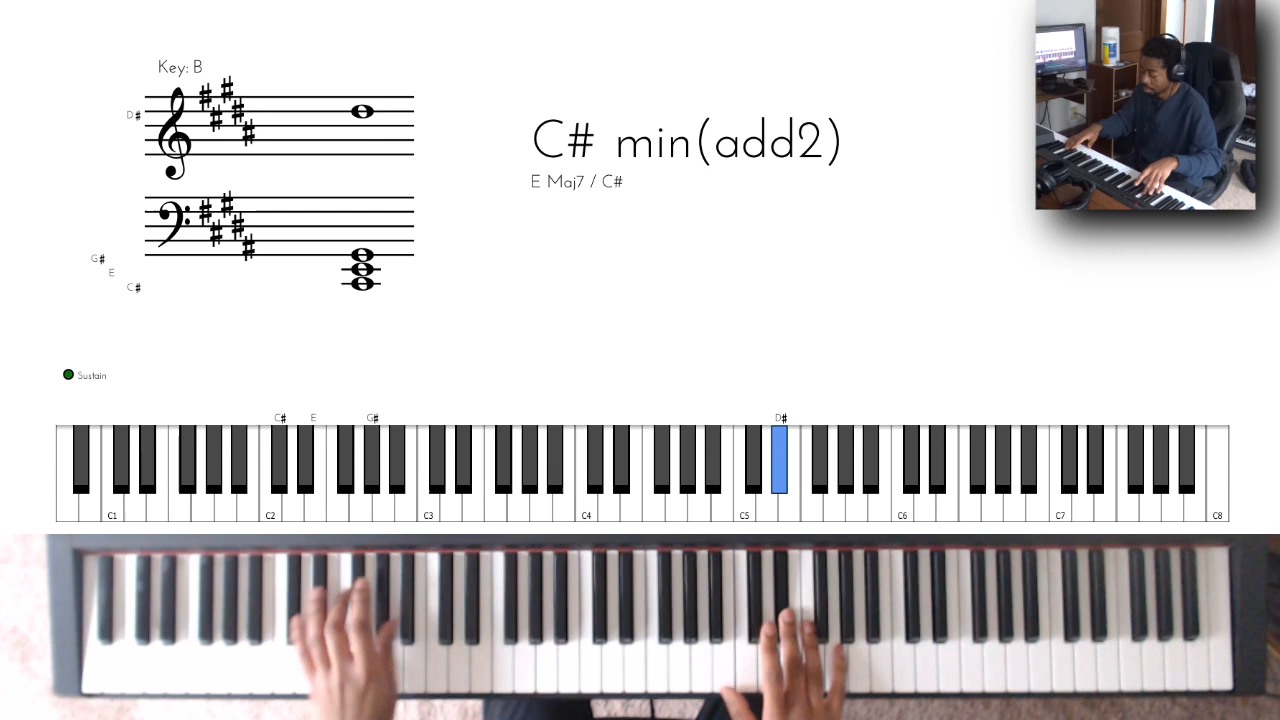 Key: B
D#
C# min(add2)
E Maj7 / C#
G#
E
C#
Sustain
C# E G# D#
C1 C2 C3 C4 C5 C6 C7 C8